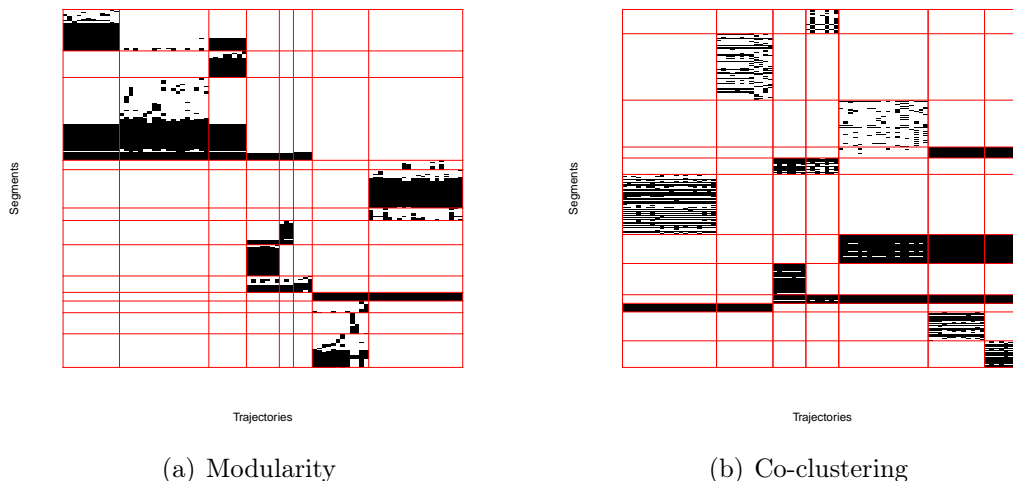 Segments
Trajectories
(a) Modularity
Segments
Trajectories
(b) Co-clustering